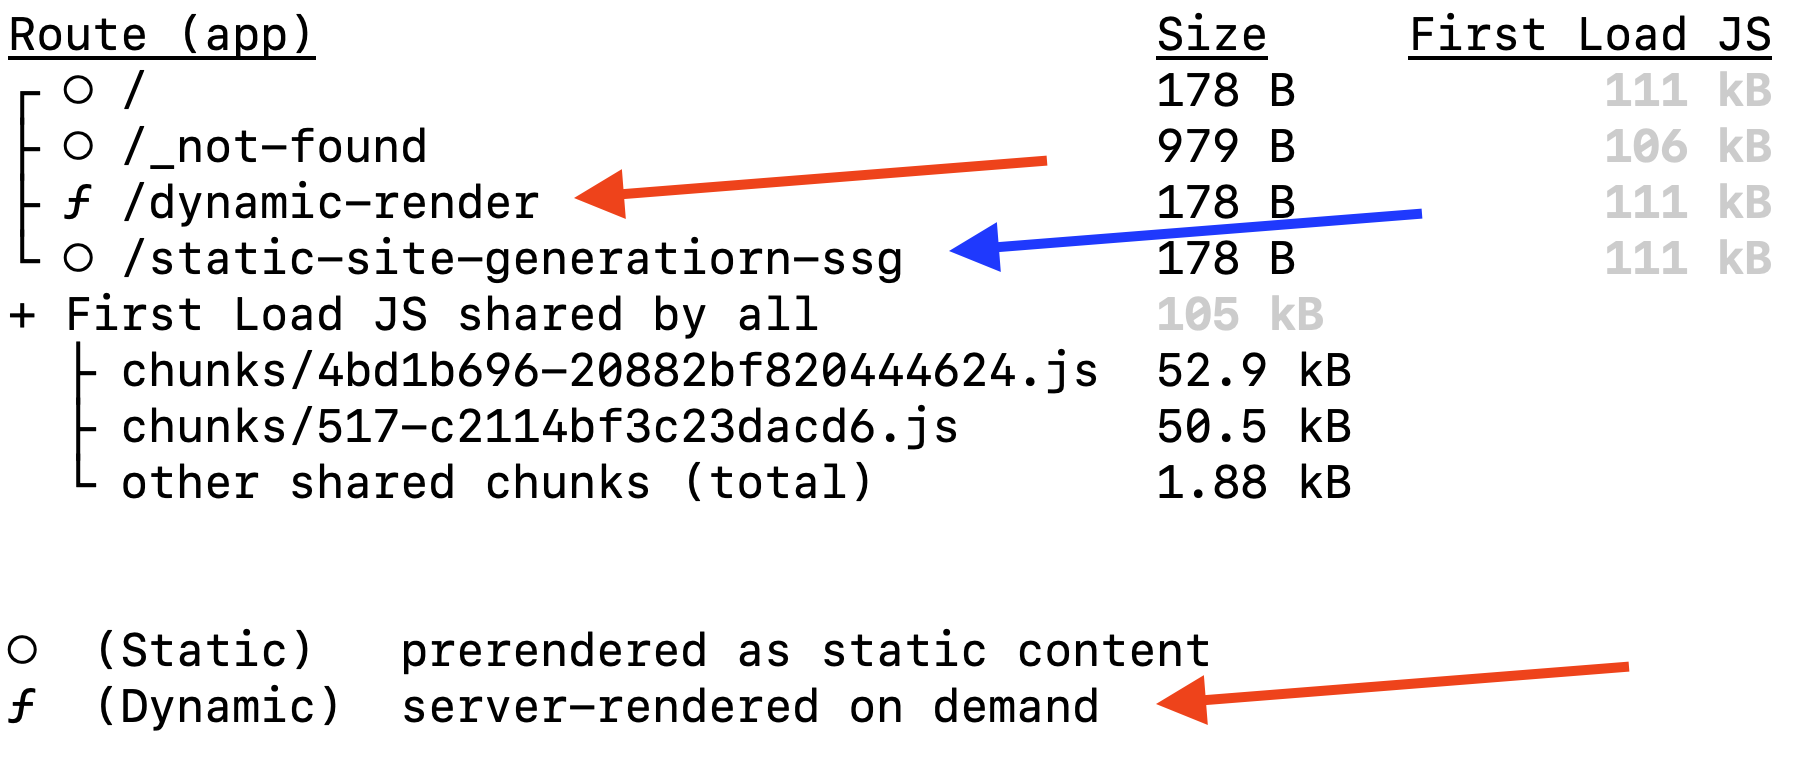 Route (app) Size First Load JS
┌ ○ / 178 B 111 kB
├ ○ /_not-found 979 B 106 kB
├ ƒ /dynamic-render 178 B 111 kB
└ ○ /static-site-generatiorn-ssg 178 B 111 kB
+ First Load JS shared by all 105 kB
├ chunks/4bd1b696-20882bf820444624.js 52.9 kB
├ chunks/517-c2114bf3c23dacd6.js 50.5 kB
└ other shared chunks (total) 1.88 kB
○ (Static) prerendered as static content
ƒ (Dynamic) server-rendered on demand